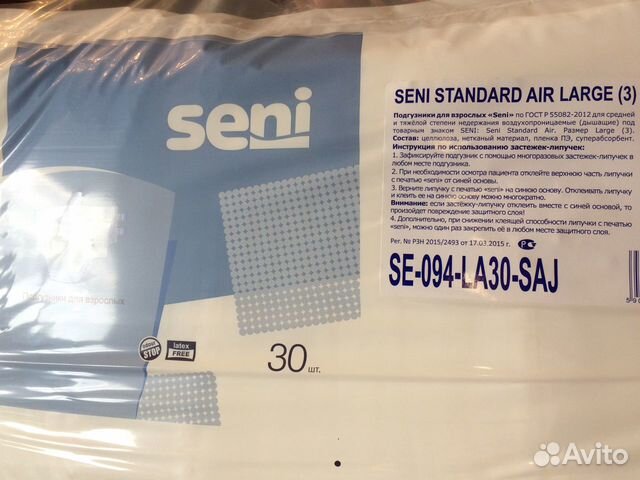 seni
Подгузники для взрослых
odour
STOP
latex
FREE
30 шт.
SENI STANDARD AIR LARGE (3)
Подгузники для взрослых «Seni» по ГОСТ Р 55082-2012 для средней
и тяжёлой степени недержания воздухопроницаемые (дышащие) под
товарным знаком SENI: Seni Standard Air. Размер Large (3).
Состав: целлюлоза, нетканый материал, пленка ПЭ, суперабсорбент.
Инструкция по использованию застежек-липучек:
1. Зафиксируйте подгузник с помощью многоразовых застежек-липучек в
любом месте подгузника.
2. При необходимости осмотра пациента отклейте верхнюю часть липучки
с печатью «seni» от синей основы.
3. Верните липучку с печатью «seni» на синюю основу. Отклеивать липучку
и клеить ее на синюю основу можно многократно.
Внимание: если застёжку-липучку отклеить вместе с синей основой, то
произойдет повреждение защитного слоя!
4. Дополнительно, при снижении клеящей способности липучки с печатью
«seni», можно один раз закрепить её в любом месте защитного слоя.
Рег. № РЗН 2015/2493 от 17.03.2015 г.
SE-094-LA30-SAJ
590
Avito